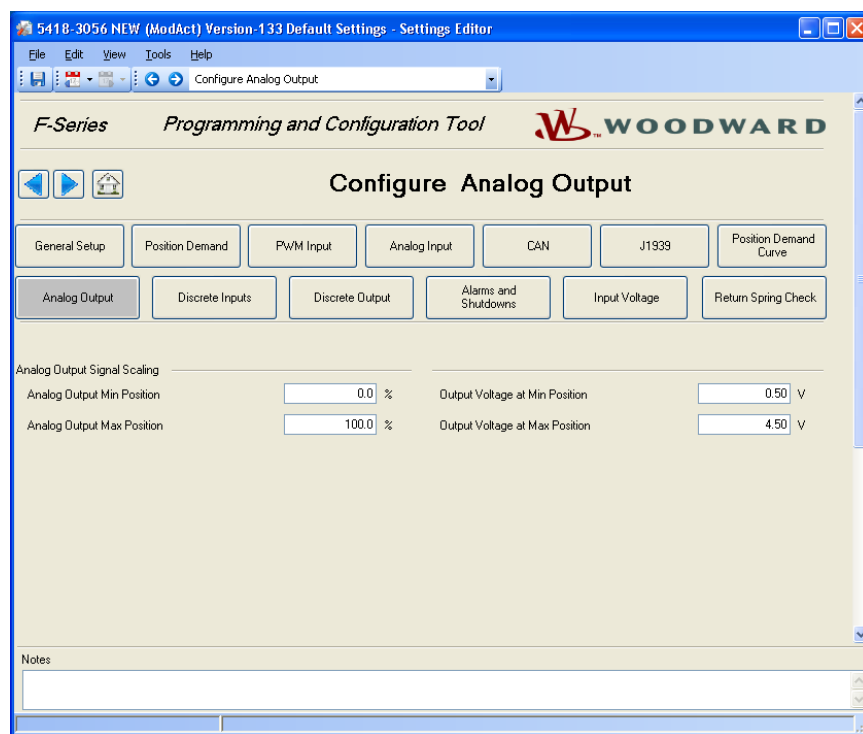 5418-3056 NEW (ModAct) Version-133 Default Settings - Settings Editor
File Edit View Tools Help
Configure Analog Output
F-Series Programming and Configuration Tool WOODWARD
Configure Analog Output
General Setup Position Demand PWM Input Analog Input CAN J1939 Position Demand Curve
Analog Output Discrete Inputs Discrete Output Alarms and Shutdowns Input Voltage Return Spring Check
Analog Output Signal Scaling
Analog Output Min Position 0.0 % Output Voltage at Min Position 0.50 V
Analog Output Max Position 100.0 % Output Voltage at Max Position 4.50 V
Notes